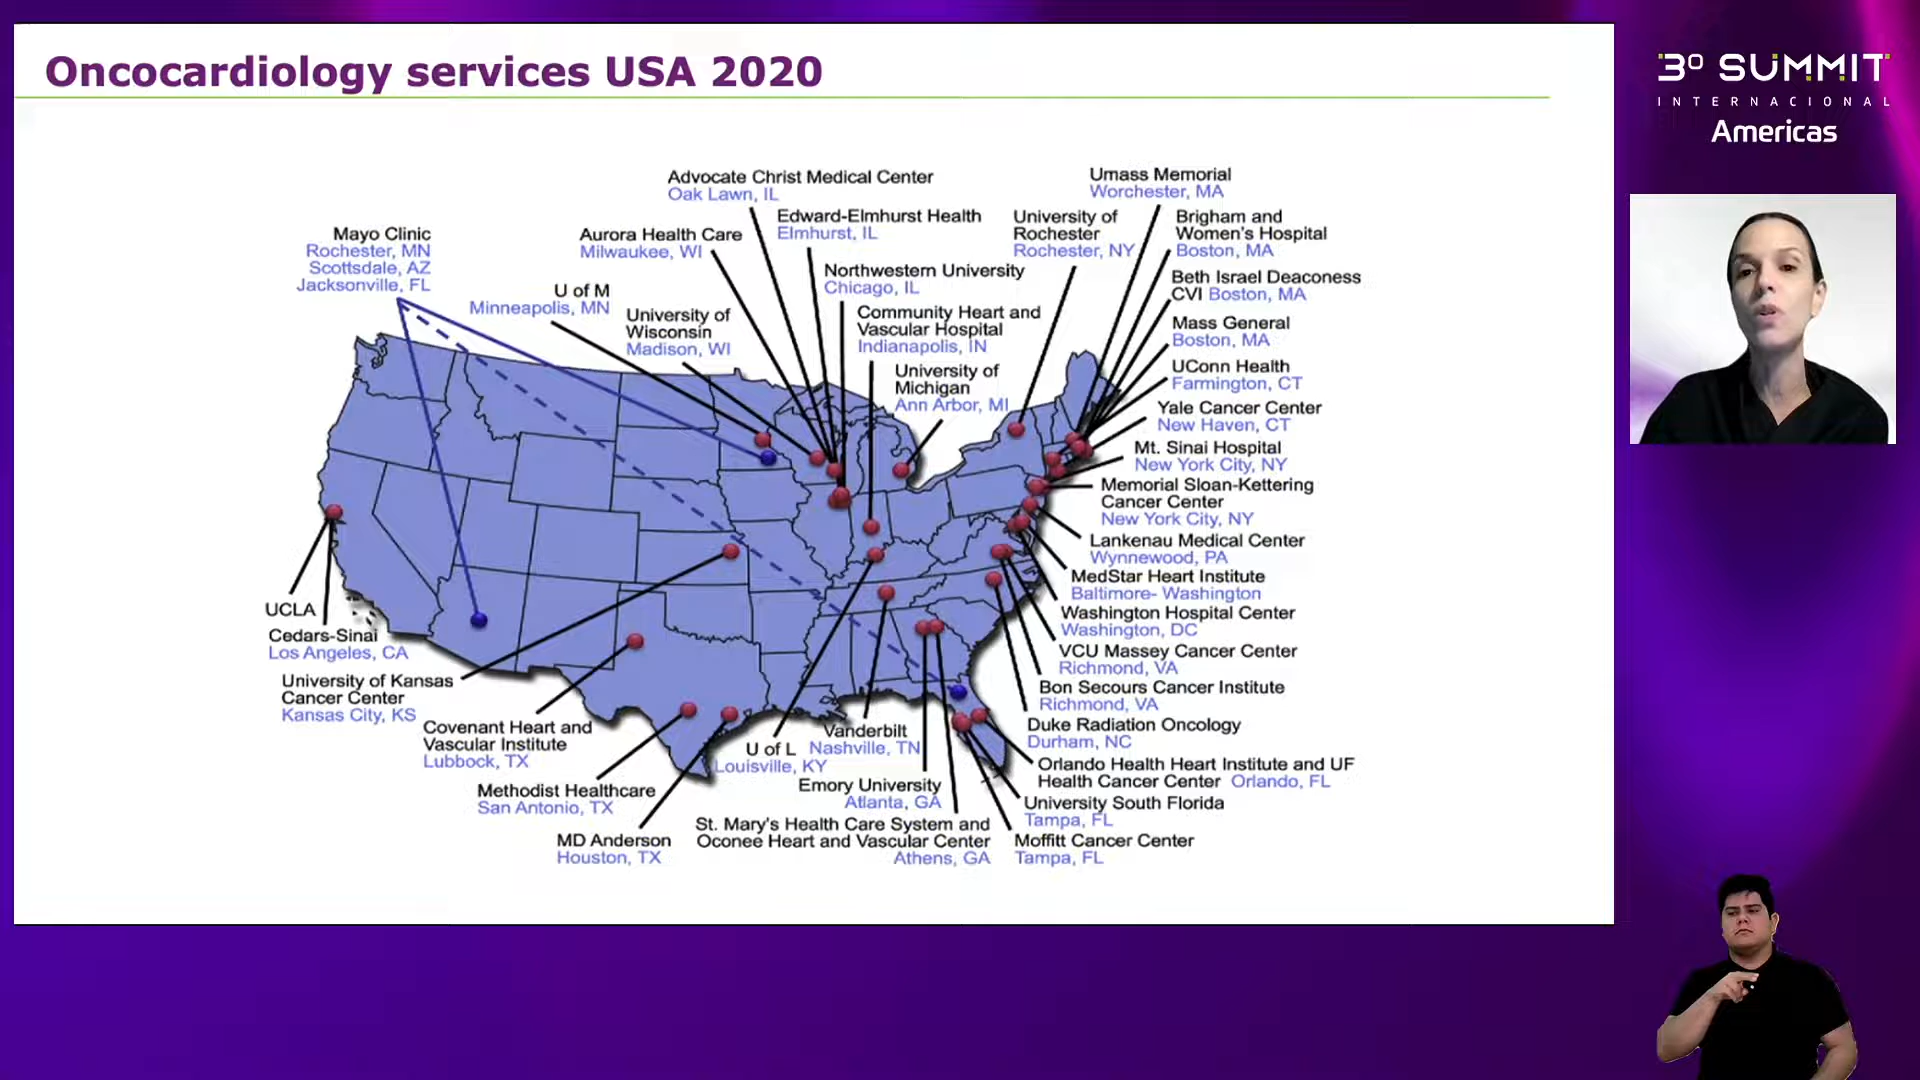 Oncocardiology services USA 2020
3º SUMMIT
INTERNACIONAL
Americas
Advocate Christ Medical Center
Oak Lawn, IL
Umass Memorial
Worchester, MA
Edward-Elmhurst Health
Elmhurst, IL
University of
Rochester
Rochester, NY
Brigham and
Women's Hospital
Boston, MA
Mayo Clinic
Rochester, MN
Scottsdale, AZ
Jacksonville, FL
Aurora Health Care
Milwaukee, WI
Northwestern University
Chicago, IL
Beth Israel Deaconess
CVI Boston, MA
U of M
Minneapolis, MN
University of
Wisconsin
Madison, WI
Community Heart and
Vascular Hospital
Indianapolis, IN
Mass General
Boston, MA
University of
Michigan
Ann Arbor, MI
UConn Health
Farmington, CT
Yale Cancer Center
New Haven, CT
Mt. Sinai Hospital
New York City, NY
Memorial Sloan-Kettering
Cancer Center
New York City, NY
Lankenau Medical Center
Wynnewood, PA
MedStar Heart Institute
Baltimore- Washington
Washington Hospital Center
Washington, DC
VCU Massey Cancer Center
Richmond, VA
Bon Secours Cancer Institute
Richmond, VA
Duke Radiation Oncology
Durham, NC
Orlando Health Heart Institute and UF
Health Cancer Center Orlando, FL
University South Florida
Tampa, FL
Moffitt Cancer Center
Tampa, FL
UCLA
Cedars-Sinai
Los Angeles, CA
University of Kansas
Cancer Center
Kansas City, KS
Covenant Heart and
Vascular Institute
Lubbock, TX
Methodist Healthcare
San Antonio, TX
MD Anderson
Houston, TX
U of L
Louisville, KY
Vanderbilt
Nashville, TN
Emory University
Atlanta, GA
St. Mary's Health Care System and
Oconee Heart and Vascular Center
Athens, GA